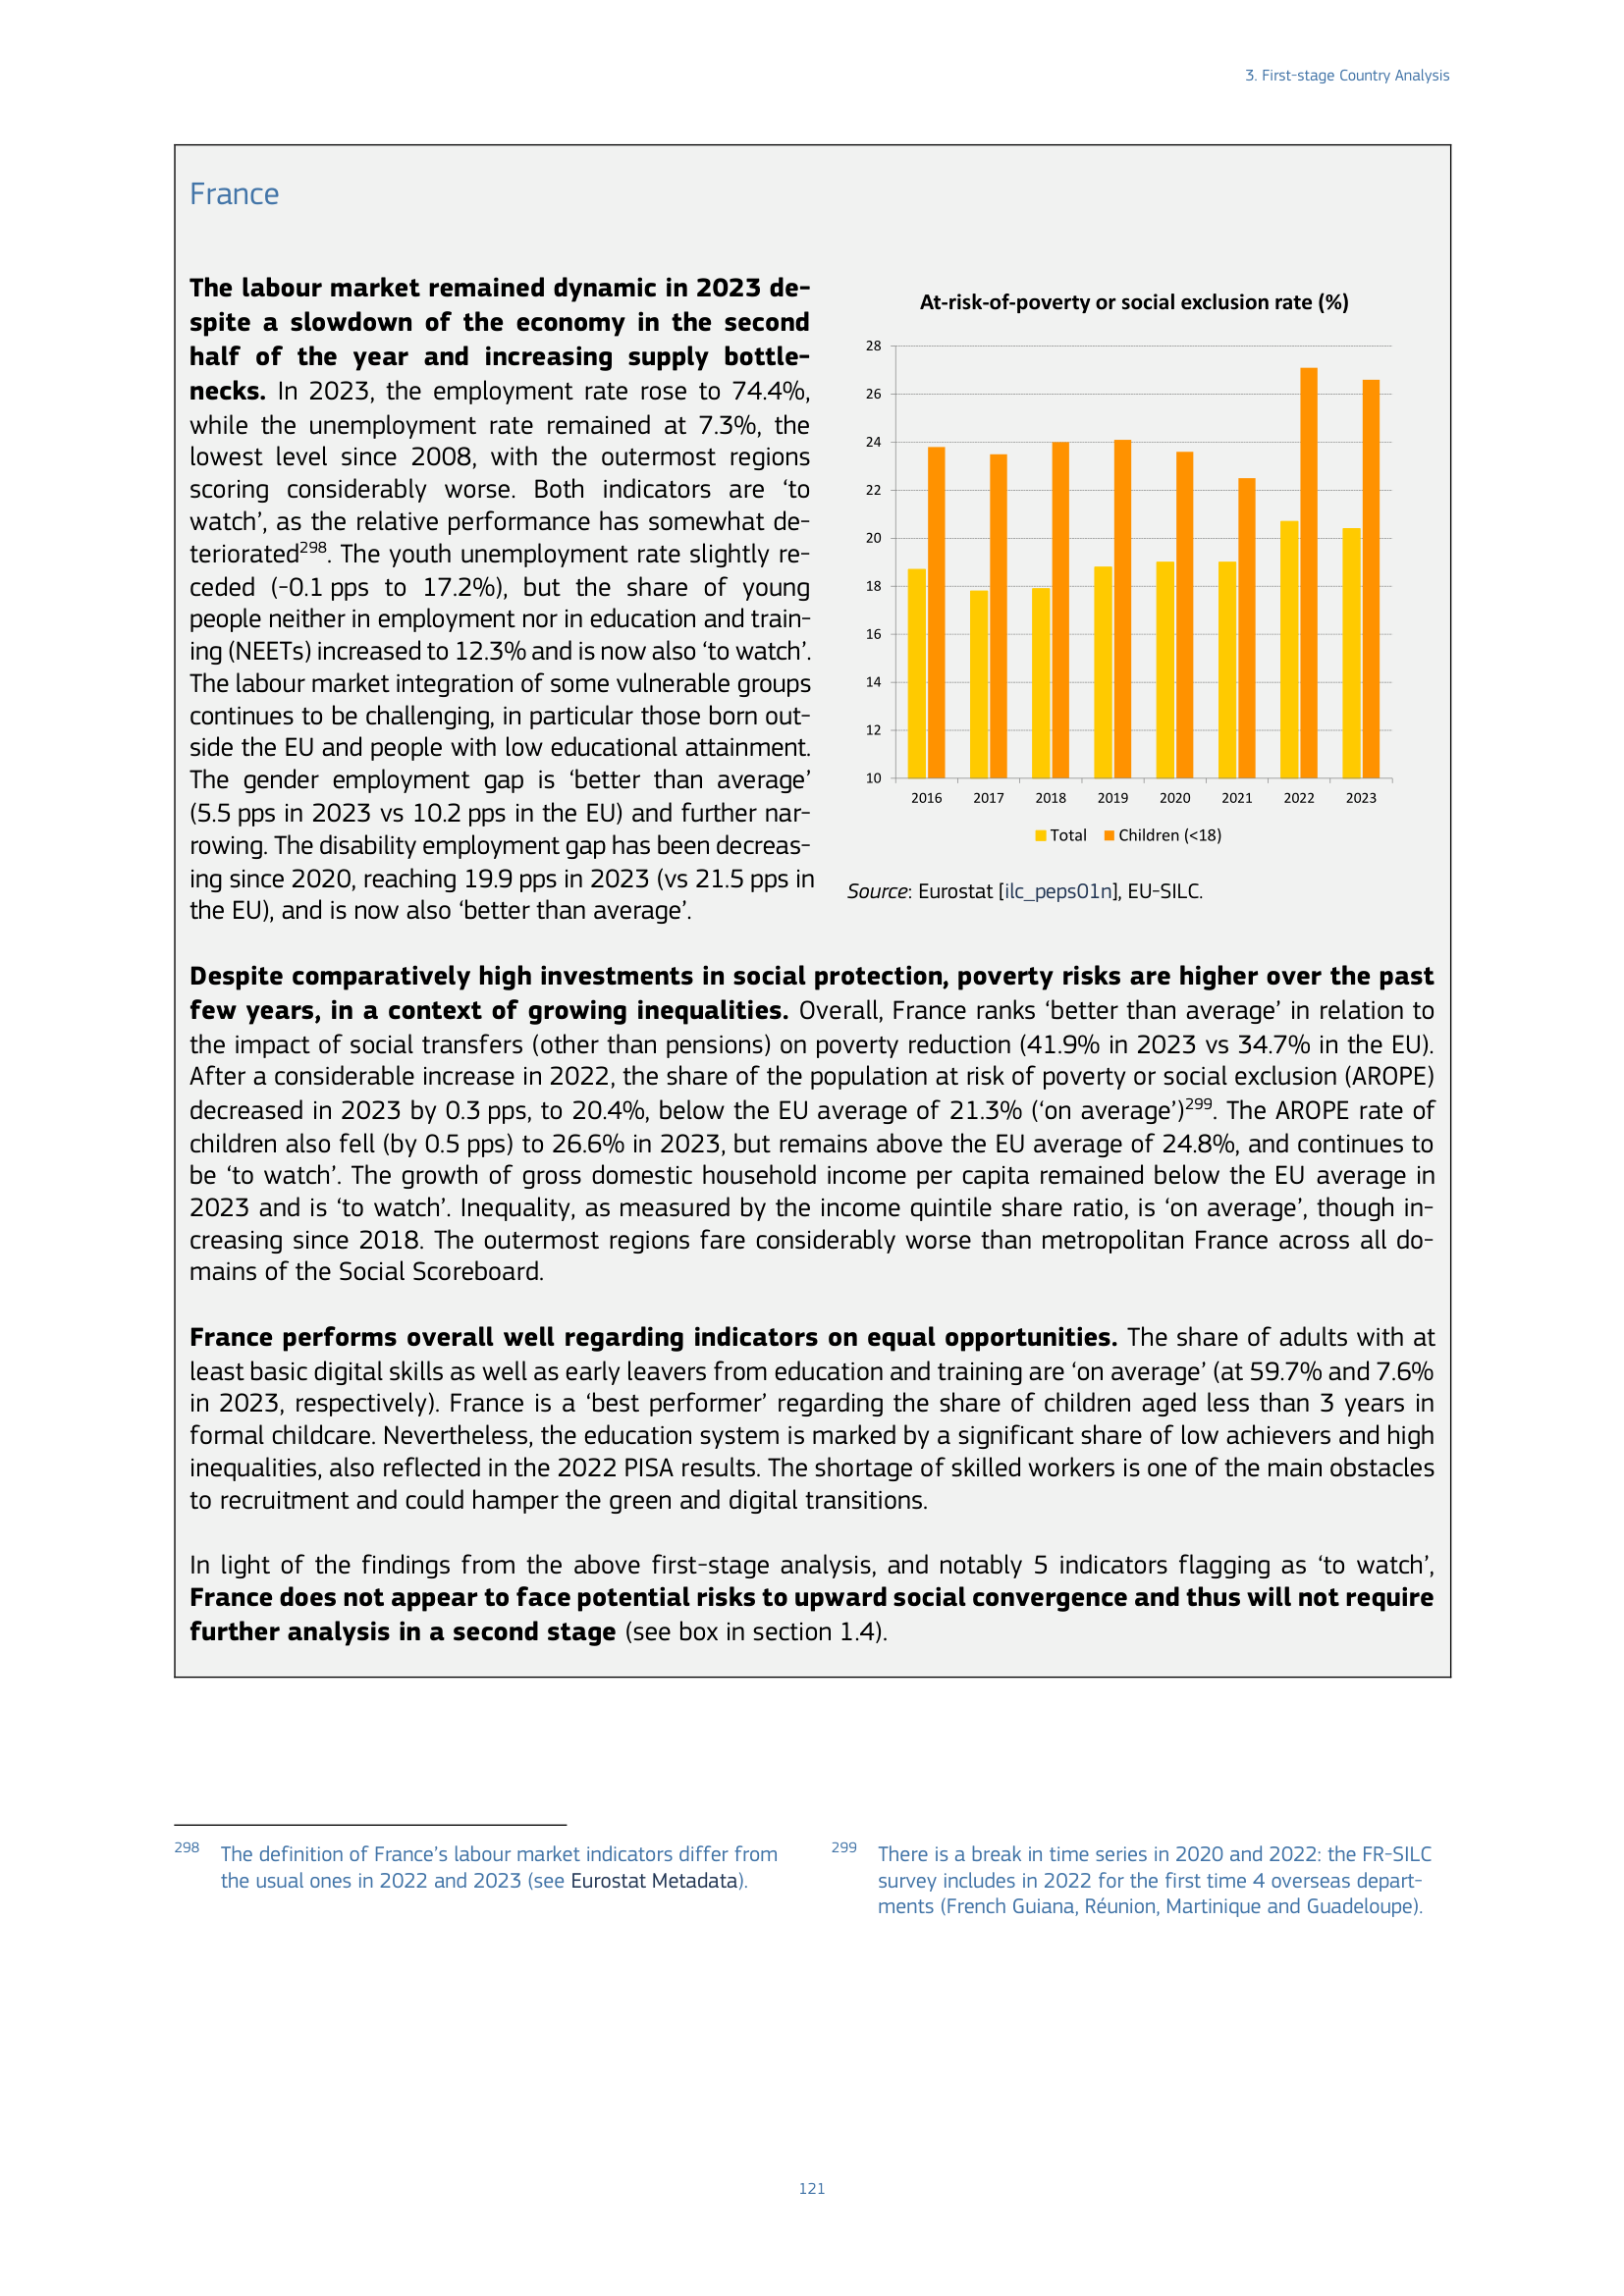 3. First-stage Country Analysis
France
The labour market remained dynamic in 2023 de-
spite a slowdown of the economy in the second
half of the year and increasing supply bottle-
necks. In 2023, the employment rate rose to 74.4%,
while the unemployment rate remained at 7.3%, the
lowest level since 2008, with the outermost regions
scoring considerably worse. Both indicators are ‘to
watch’, as the relative performance has somewhat de-
teriorated298. The youth unemployment rate slightly re-
ceded (-0.1 pps to 17.2%), but the share of young
people neither in employment nor in education and train-
ing (NEETs) increased to 12.3% and is now also ‘to watch’.
The labour market integration of some vulnerable groups
continues to be challenging, in particular those born out-
side the EU and people with low educational attainment.
The gender employment gap is ‘better than average’
(5.5 pps in 2023 vs 10.2 pps in the EU) and further nar-
rowing. The disability employment gap has been decreas-
ing since 2020, reaching 19.9 pps in 2023 (vs 21.5 pps in
the EU), and is now also ‘better than average’.
At-risk-of-poverty or social exclusion rate (%)
28
26
24
22
20
18
16
14
12
10
2016 2017 2018 2019 2020 2021 2022 2023
Total Children (<18)
Source: Eurostat [ilc_peps01n], EU-SILC.
Despite comparatively high investments in social protection, poverty risks are higher over the past
few years, in a context of growing inequalities. Overall, France ranks ‘better than average’ in relation to
the impact of social transfers (other than pensions) on poverty reduction (41.9% in 2023 vs 34.7% in the EU).
After a considerable increase in 2022, the share of the population at risk of poverty or social exclusion (AROPE)
decreased in 2023 by 0.3 pps, to 20.4%, below the EU average of 21.3% (‘on average’)299. The AROPE rate of
children also fell (by 0.5 pps) to 26.6% in 2023, but remains above the EU average of 24.8%, and continues to
be ‘to watch’. The growth of gross domestic household income per capita remained below the EU average in
2023 and is ‘to watch’. Inequality, as measured by the income quintile share ratio, is ‘on average’, though in-
creasing since 2018. The outermost regions fare considerably worse than metropolitan France across all do-
mains of the Social Scoreboard.
France performs overall well regarding indicators on equal opportunities. The share of adults with at
least basic digital skills as well as early leavers from education and training are ‘on average’ (at 59.7% and 7.6%
in 2023, respectively). France is a ‘best performer’ regarding the share of children aged less than 3 years in
formal childcare. Nevertheless, the education system is marked by a significant share of low achievers and high
inequalities, also reflected in the 2022 PISA results. The shortage of skilled workers is one of the main obstacles
to recruitment and could hamper the green and digital transitions.
In light of the findings from the above first-stage analysis, and notably 5 indicators flagging as ‘to watch’,
France does not appear to face potential risks to upward social convergence and thus will not require
further analysis in a second stage (see box in section 1.4).
298 The definition of France’s labour market indicators differ from
the usual ones in 2022 and 2023 (see Eurostat Metadata).
299 There is a break in time series in 2020 and 2022: the FR-SILC
survey includes in 2022 for the first time 4 overseas depart-
ments (French Guiana, Réunion, Martinique and Guadeloupe).
121